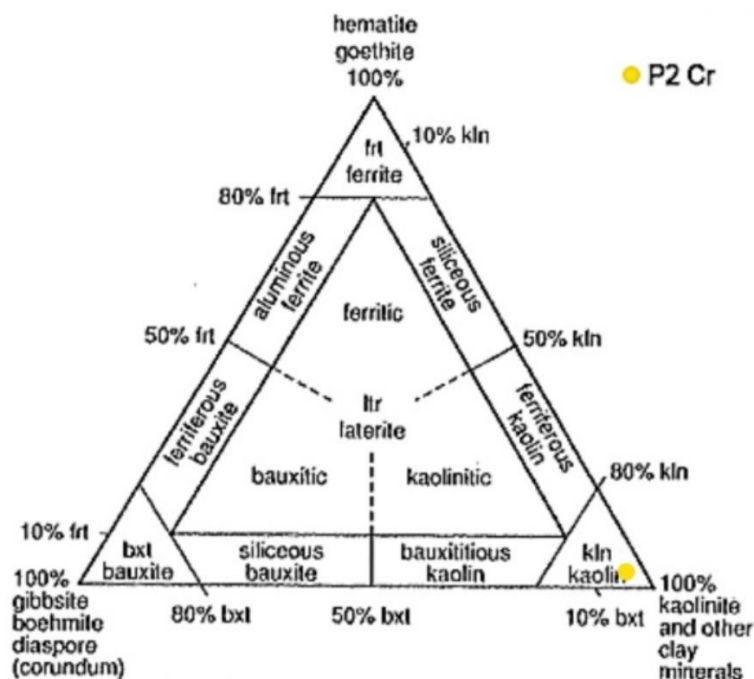 hematite
goethite
100%
P2 Cr
10% kln
frt
ferrite
80% frt
aluminous
ferrite
siliceous
ferrite
ferritic
50% frt
50% kln
ltr
laterite
ferriferous
bauxite
ferriferous
kaolin
bauxitic
kaolinitic
80% kln
10% frt
bxt
bauxite
siliceous
bauxite
bauxititious
kaolin
kln
kaolin
100%
gibbsite
boehmite
diaspore
(corundum)
80% bxt
50% bxt
10% bxt
100%
kaolinite
and other
clay
minerals